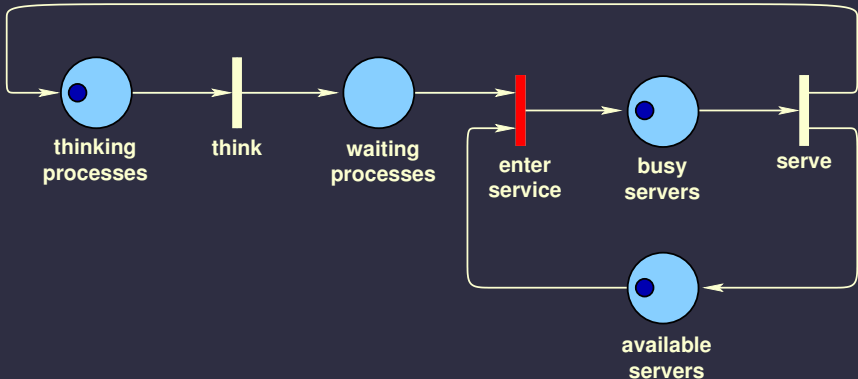 thinking
processes
think
waiting
processes
enter
service
busy
servers
serve
available
servers